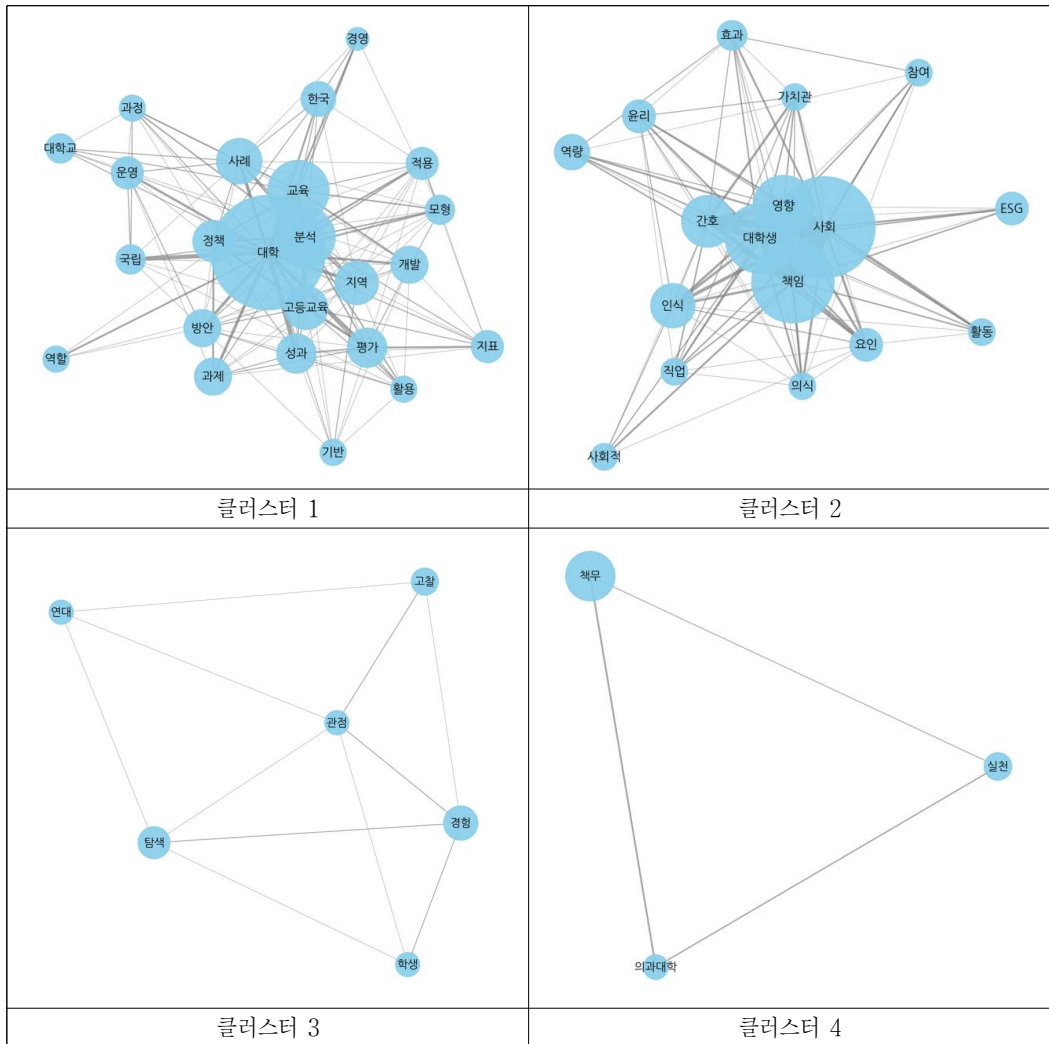 경영
한국
과정
대학교
사례
적용
운영
교육
모형
정책
분석
대학
국립
개발
지역
고등교육
방안
성과
평가
지표
역할
과제
활용
기반
클러스터 1
효과
참여
가치관
윤리
역량
영향
ESG
간호
사회
대학생
책임
인식
활동
요인
직업
의식
사회적
클러스터 2
고찰
연대
관점
경험
탐색
학생
클러스터 3
책무
실천
의과대학
클러스터 4